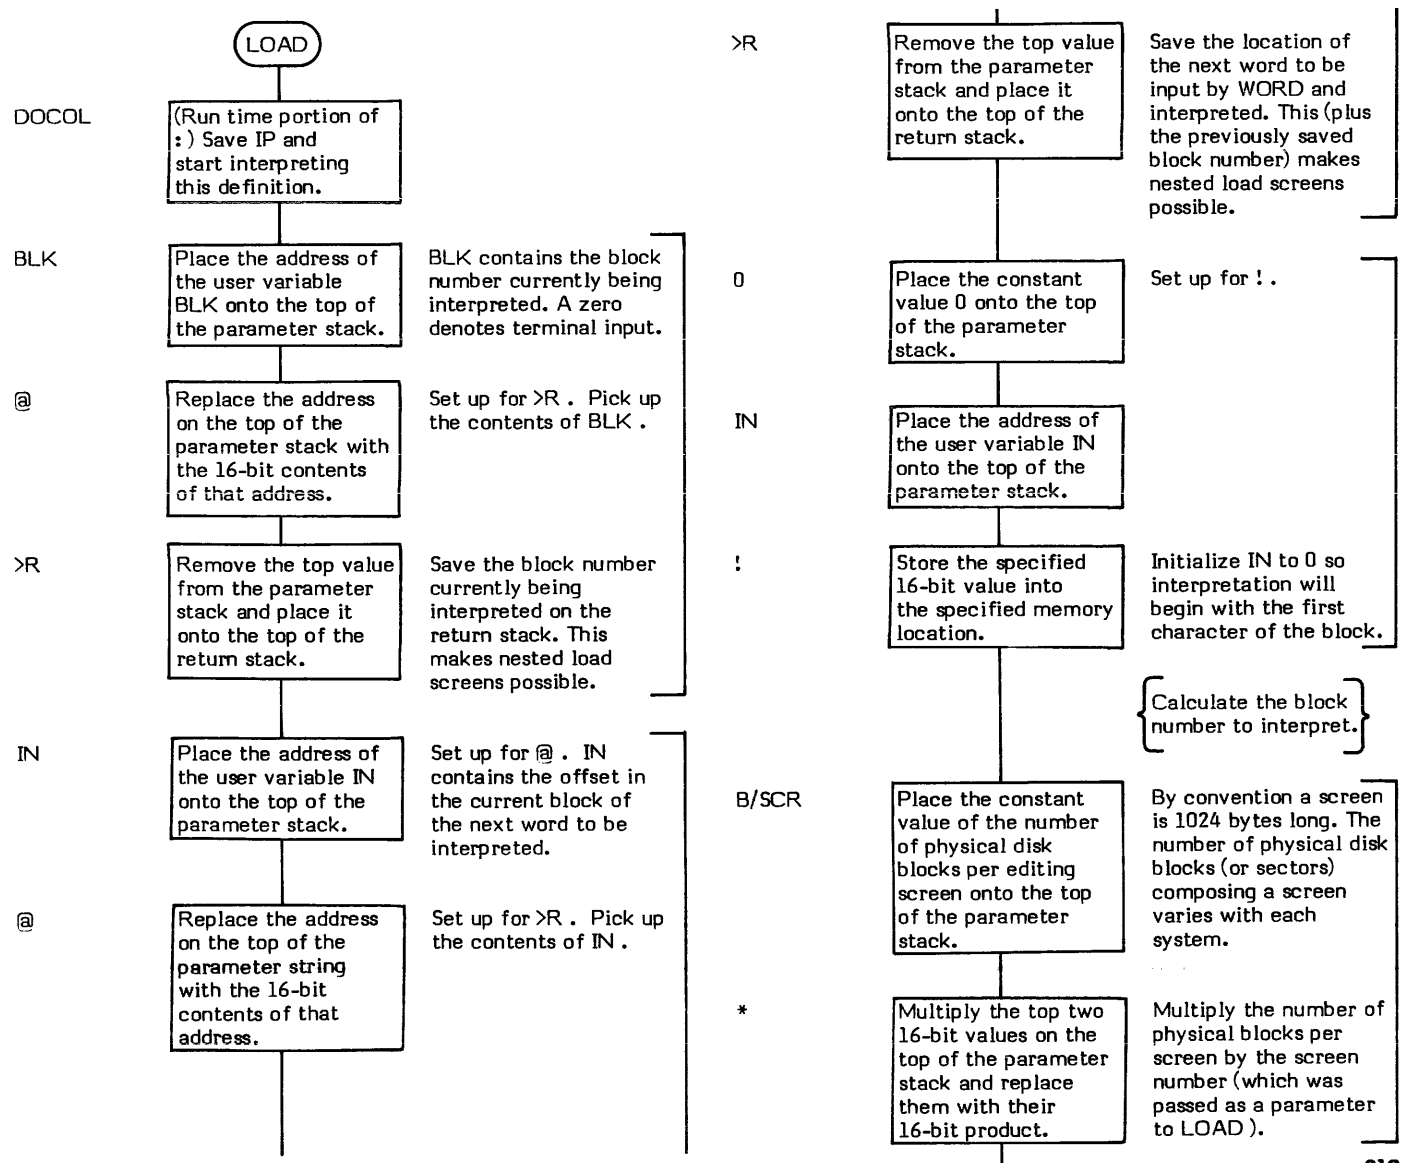 LOAD
DOCOL
(Run time portion of
:) Save IP and
start interpreting
this definition.
BLK
Place the address of
the user variable
BLK onto the top of
the parameter stack.
BLK contains the block
number currently being
interpreted. A zero
denotes terminal input.
@
Replace the address
on the top of the
parameter stack with
the 16-bit contents
of that address.
Set up for >R . Pick up
the contents of BLK .
>R
Remove the top value
from the parameter
stack and place it
onto the top of the
return stack.
Save the block number
currently being
interpreted on the
return stack. This
makes nested load
screens possible.
IN
Place the address of
the user variable IN
onto the top of the
parameter stack.
Set up for @ . IN
contains the offset in
the current block of
the next word to be
interpreted.
@
Replace the address
on the top of the
parameter string
with the 16-bit
contents of that
address.
Set up for >R . Pick up
the contents of IN .
>R
Remove the top value
from the parameter
stack and place it
onto the top of the
return stack.
Save the location of
the next word to be
input by WORD and
interpreted. This (plus
the previously saved
block number) makes
nested load screens
possible.
0
Place the constant
value 0 onto the top
of the parameter
stack.
Set up for ! .
IN
Place the address of
the user variable IN
onto the top of the
parameter stack.
!
Store the specified
16-bit value into
the specified memory
location.
Initialize IN to 0 so
interpretation will
begin with the first
character of the block.
Calculate the block
number to interpret.
B/SCR
Place the constant
value of the number
of physical disk
blocks per editing
screen onto the top
of the parameter
stack.
By convention a screen
is 1024 bytes long. The
number of physical disk
blocks (or sectors)
composing a screen
varies with each
system.
*
Multiply the top two
16-bit values on the
top of the parameter
stack and replace
them with their
16-bit product.
Multiply the number of
physical blocks per
screen by the screen
number (which was
passed as a parameter
to LOAD ).